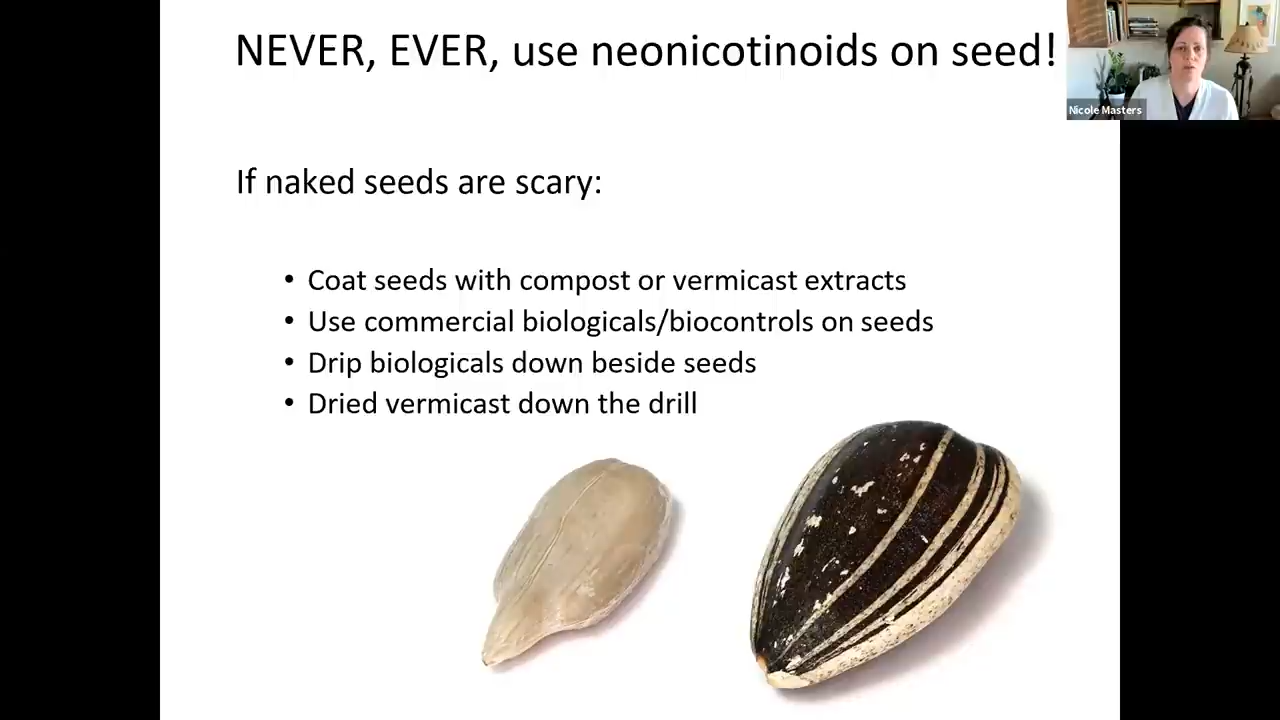 NEVER, EVER, use neonicotinoids on seed!
Nicole Masters
If naked seeds are scary:
• Coat seeds with compost or vermicast extracts
• Use commercial biologicals/biocontrols on seeds
• Drip biologicals down beside seeds
• Dried vermicast down the drill